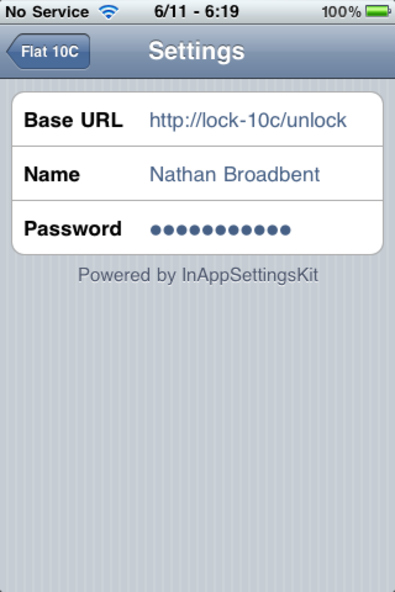 No Service 6/11 - 6:19 100%
Flat 10C Settings
Base URL http://lock-10c/unlock
Name Nathan Broadbent
Password ●●●●●●●●●●●
Powered by InAppSettingsKit